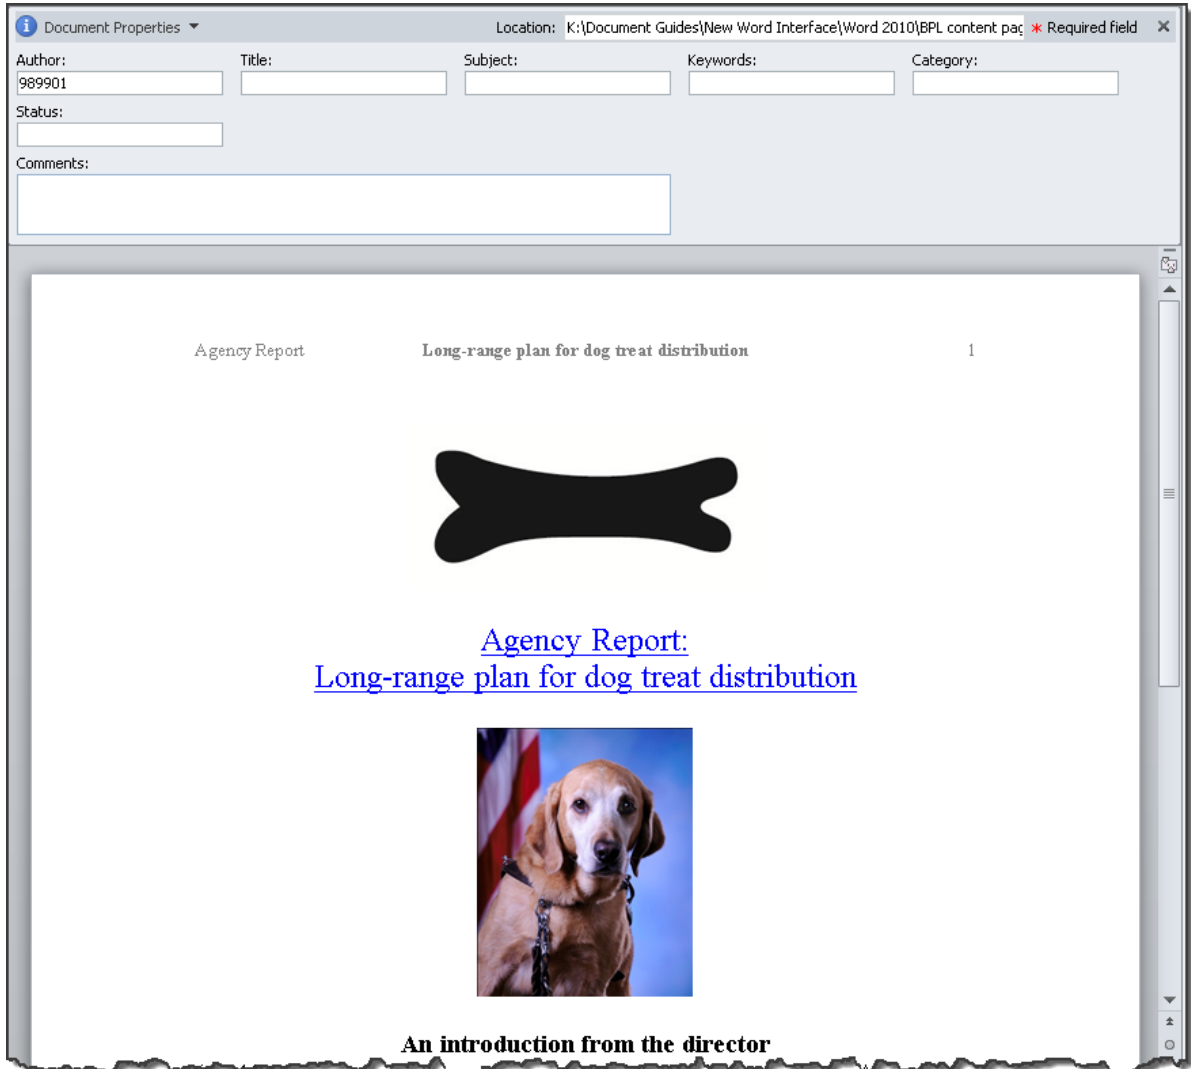 Document Properties Location: K:\Document Guides\New Word Interface\Word 2010\BPL content pag * Required field
Author: Title: Subject: Keywords: Category:
989901
Status:
Comments:
Agency Report Long-range plan for dog treat distribution 1
Agency Report:
Long-range plan for dog treat distribution
An introduction from the director